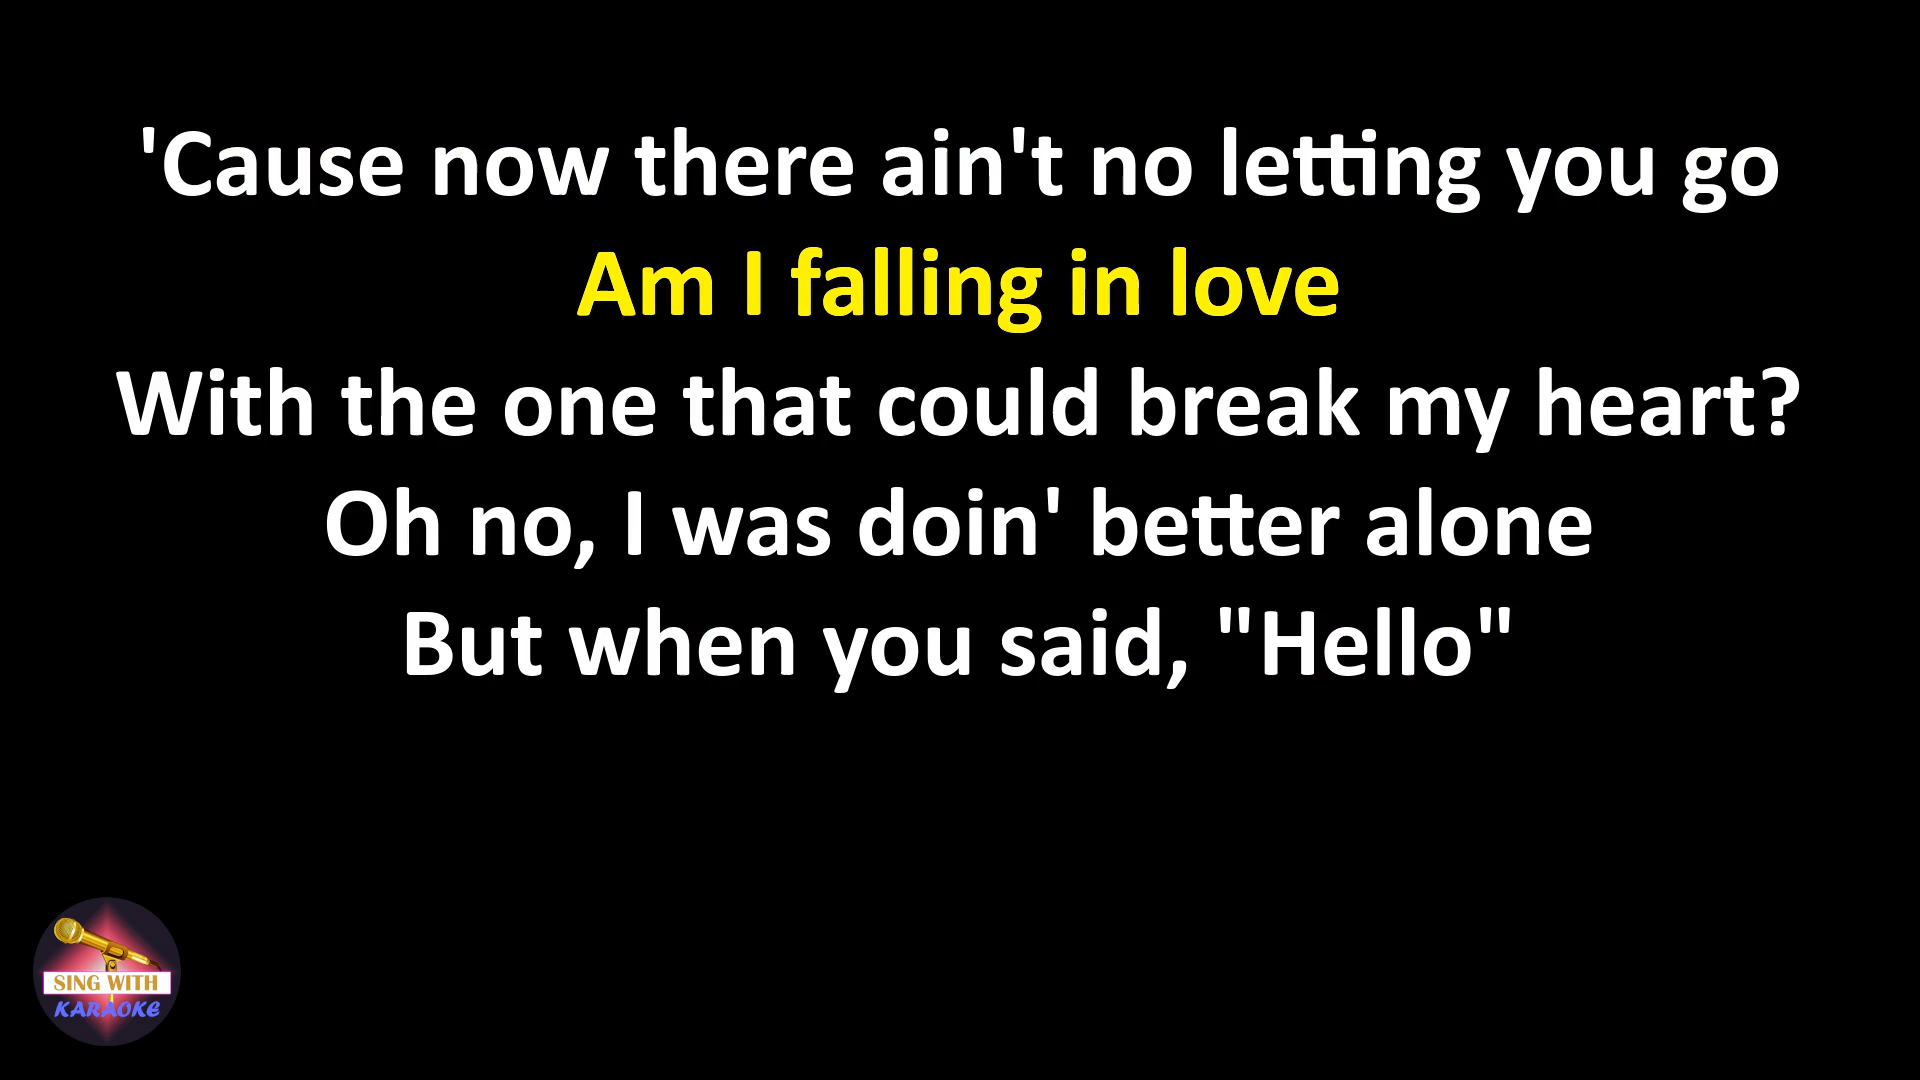 'Cause now there ain't no letting you go
Am I falling in love
With the one that could break my heart?
Oh no, I was doin' better alone
But when you said, "Hello"
SING WITH
KARAOKE